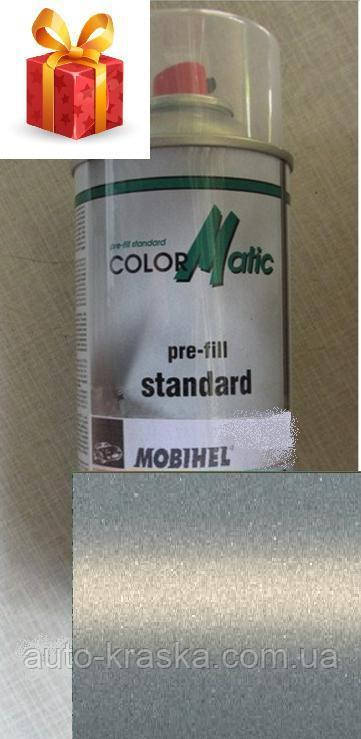 pre-fill standard
COLORMatic
pre-fill
standard
MOBIHEL
auto-kraska.com.ua